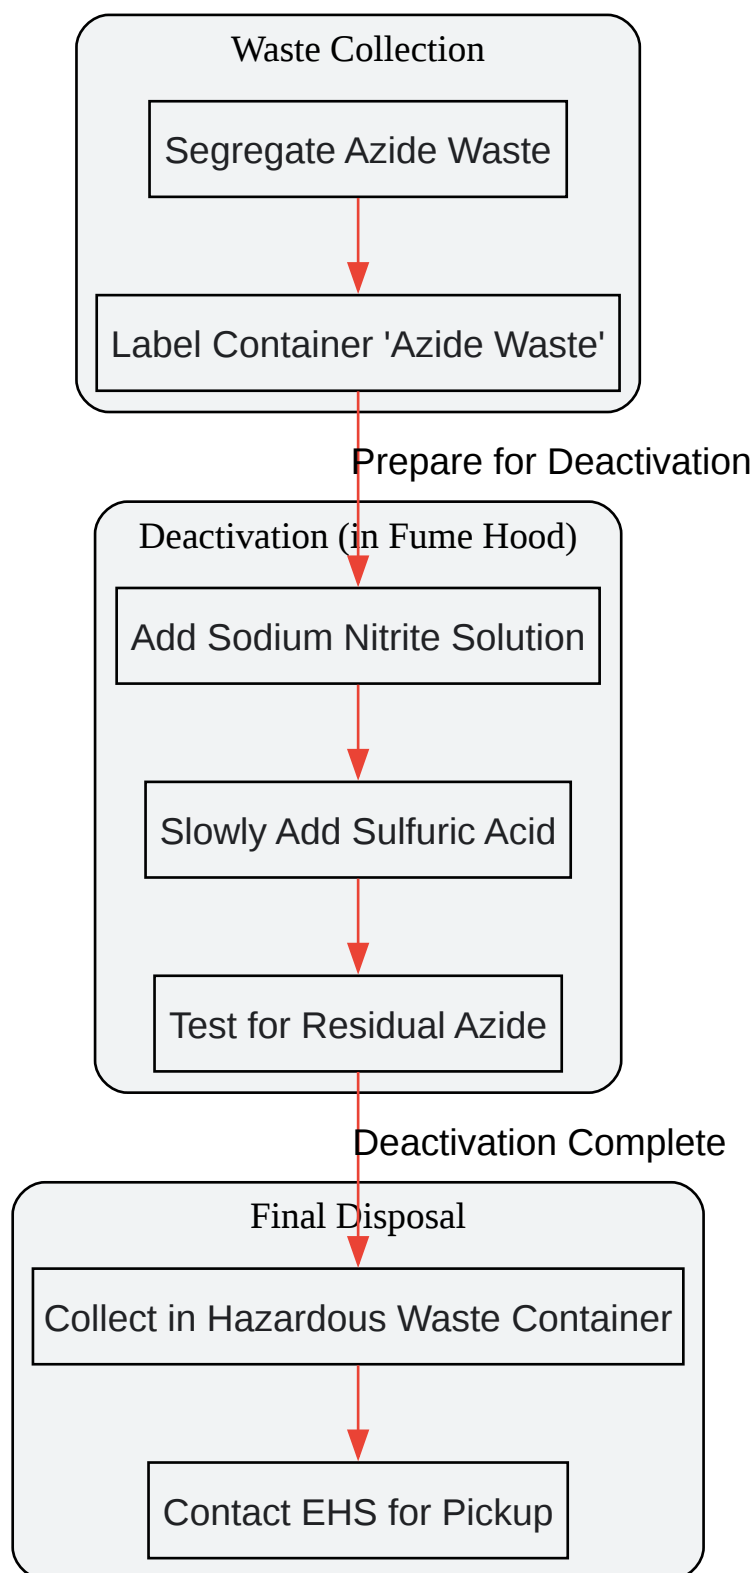 Waste Collection
Segregate Azide Waste
Label Container 'Azide Waste'
Prepare for Deactivation
Deactivation (in Fume Hood)
Add Sodium Nitrite Solution
Slowly Add Sulfuric Acid
Test for Residual Azide
Deactivation Complete
Final Disposal
Collect in Hazardous Waste Container
Contact EHS for Pickup